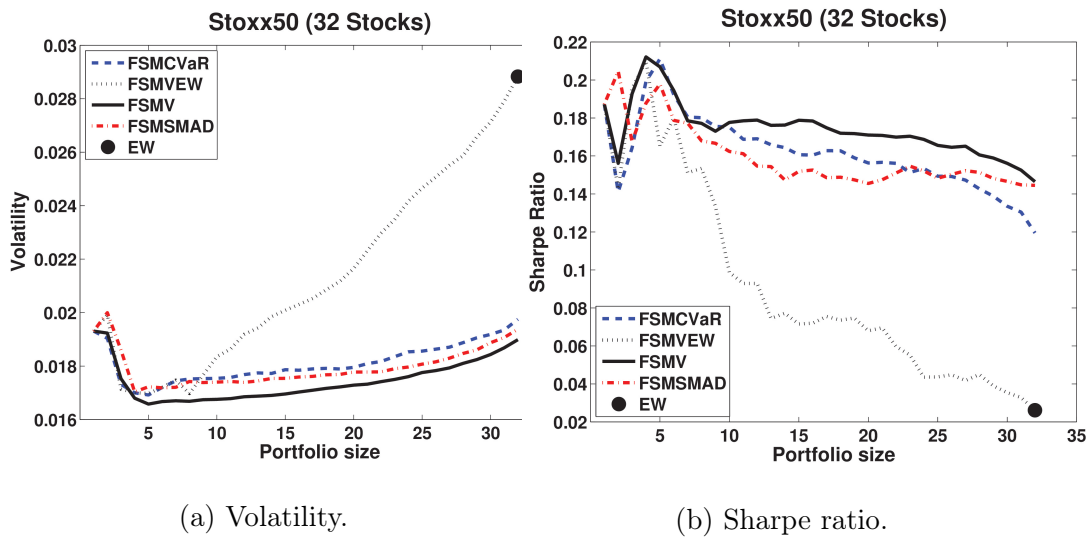 Stoxx50 (32 Stocks)
0.03
0.028
0.026
0.024
0.022
0.02
0.018
0.016
Volatility
FSMCVaR
FSMVEW
FSMV
FSMSMAD
EW
5 10 15 20 25 30
Portfolio size
(a) Volatility.
Stoxx50 (32 Stocks)
0.22
0.2
0.18
0.16
0.14
0.12
0.1
0.08
0.06
0.04
0.02
Sharpe Ratio
FSMCVaR
FSMVEW
FSMV
FSMSMAD
EW
5 10 15 20 25 30 35
Portfolio size
(b) Sharpe ratio.